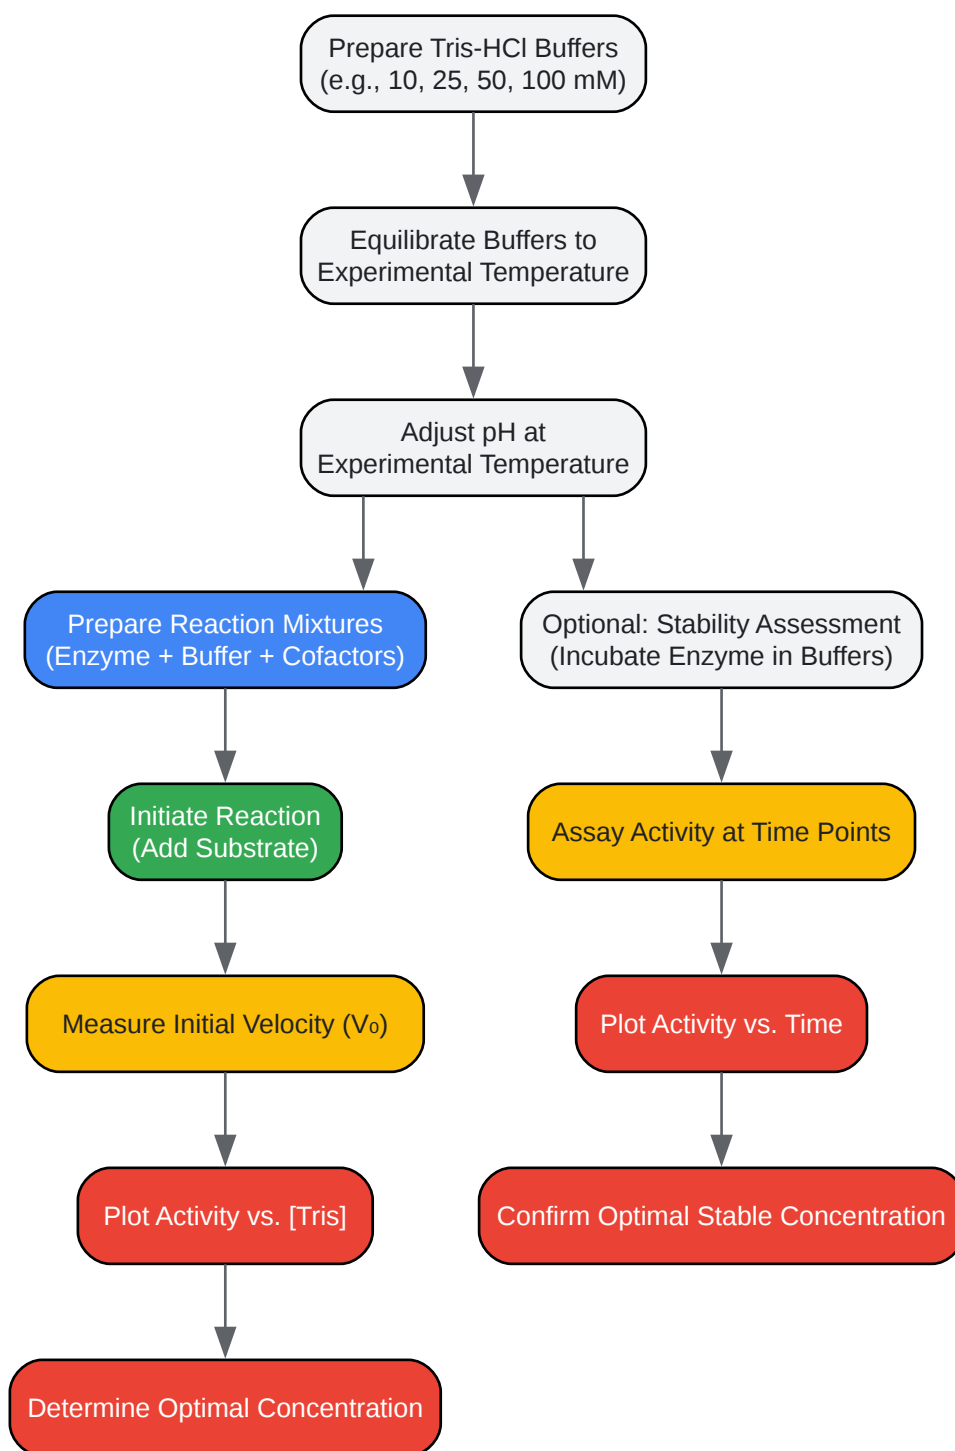 Prepare Tris-HCl Buffers
(e.g., 10, 25, 50, 100 mM)
Equilibrate Buffers to
Experimental Temperature
Adjust pH at
Experimental Temperature
Prepare Reaction Mixtures
(Enzyme + Buffer + Cofactors)
Optional: Stability Assessment
(Incubate Enzyme in Buffers)
Initiate Reaction
(Add Substrate)
Assay Activity at Time Points
Measure Initial Velocity (V₀)
Plot Activity vs. Time
Plot Activity vs. [Tris]
Confirm Optimal Stable Concentration
Determine Optimal Concentration